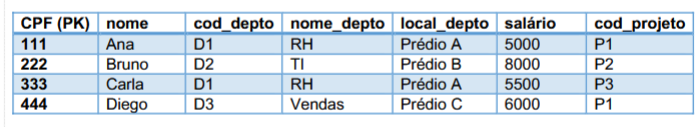 CPF (PK) nome cod_depto nome_depto local_depto salário cod_projeto
111 Ana D1 RH Prédio A 5000 P1
222 Bruno D2 TI Prédio B 8000 P2
333 Carla D1 RH Prédio A 5500 P3
444 Diego D3 Vendas Prédio C 6000 P1